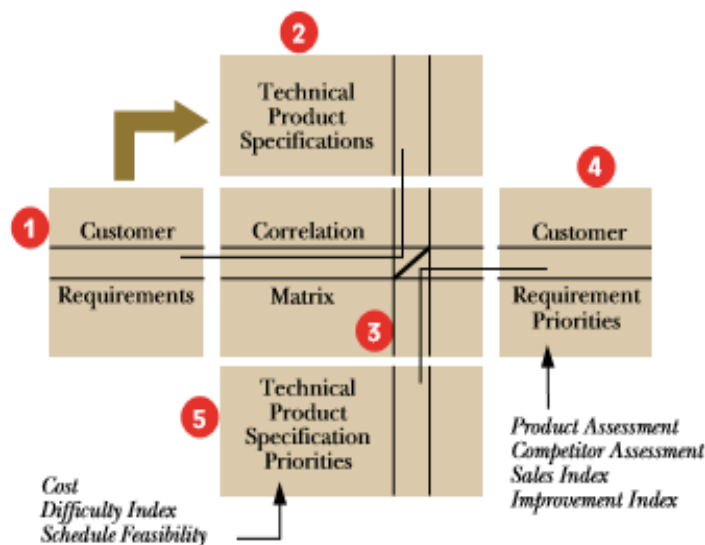 2
Technical
Product
Specifications
4
1
Customer
Requirements
Correlation
Matrix
3
Customer
Requirement
Priorities
5
Technical
Product
Specification
Priorities
Product Assessment
Competitor Assessment
Sales Index
Improvement Index
Cost
Difficulty Index
Schedule Feasibility